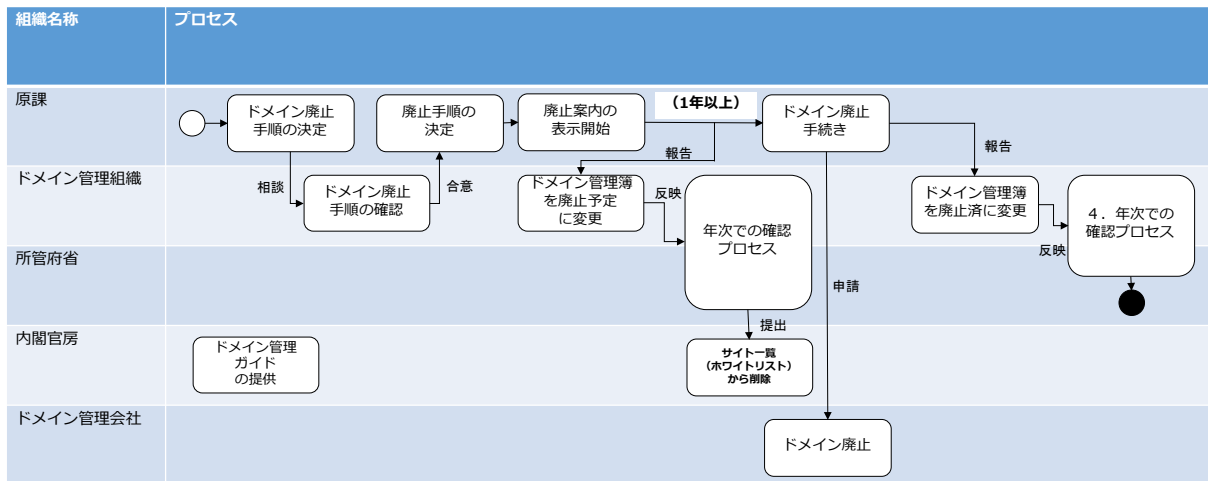 組織名称
プロセス
原課
ドメイン廃止
手順の決定
廃止手順の
決定
廃止案内の
表示開始
（1年以上）
ドメイン廃止
手続き
報告
報告
ドメイン管理組織
相談
ドメイン廃止
手順の確認
合意
ドメイン管理簿
を廃止予定
に変更
反映
年次での確認
プロセス
ドメイン管理簿
を廃止済に変更
反映
４．年次での
確認プロセス
所管府省
申請
内閣官房
ドメイン管理
ガイド
の提供
提出
サイト一覧
（ホワイトリスト）
から削除
ドメイン管理会社
ドメイン廃止